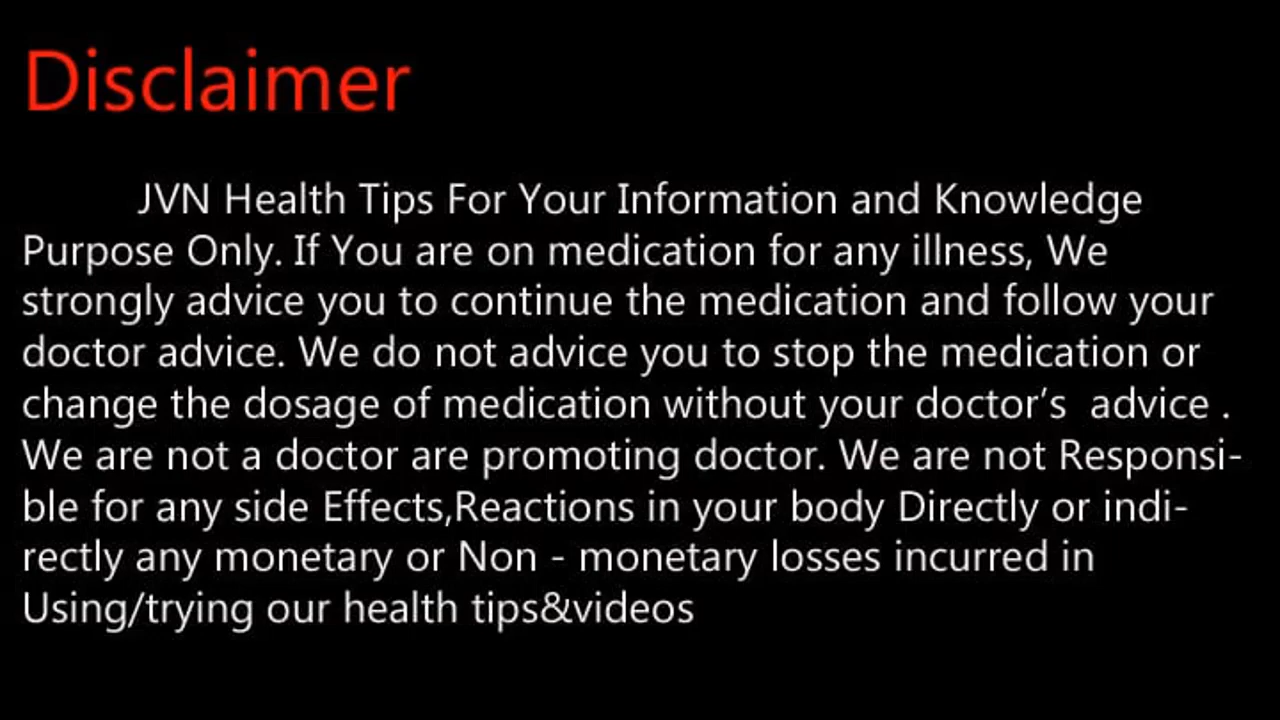 Disclaimer
JVN Health Tips For Your Information and Knowledge
Purpose Only. If You are on medication for any illness, We
strongly advice you to continue the medication and follow your
doctor advice. We do not advice you to stop the medication or
change the dosage of medication without your doctor's  advice .
We are not a doctor are promoting doctor. We are not Responsi-
ble for any side Effects,Reactions in your body Directly or indi-
rectly any monetary or Non - monetary losses incurred in
Using/trying our health tips&videos